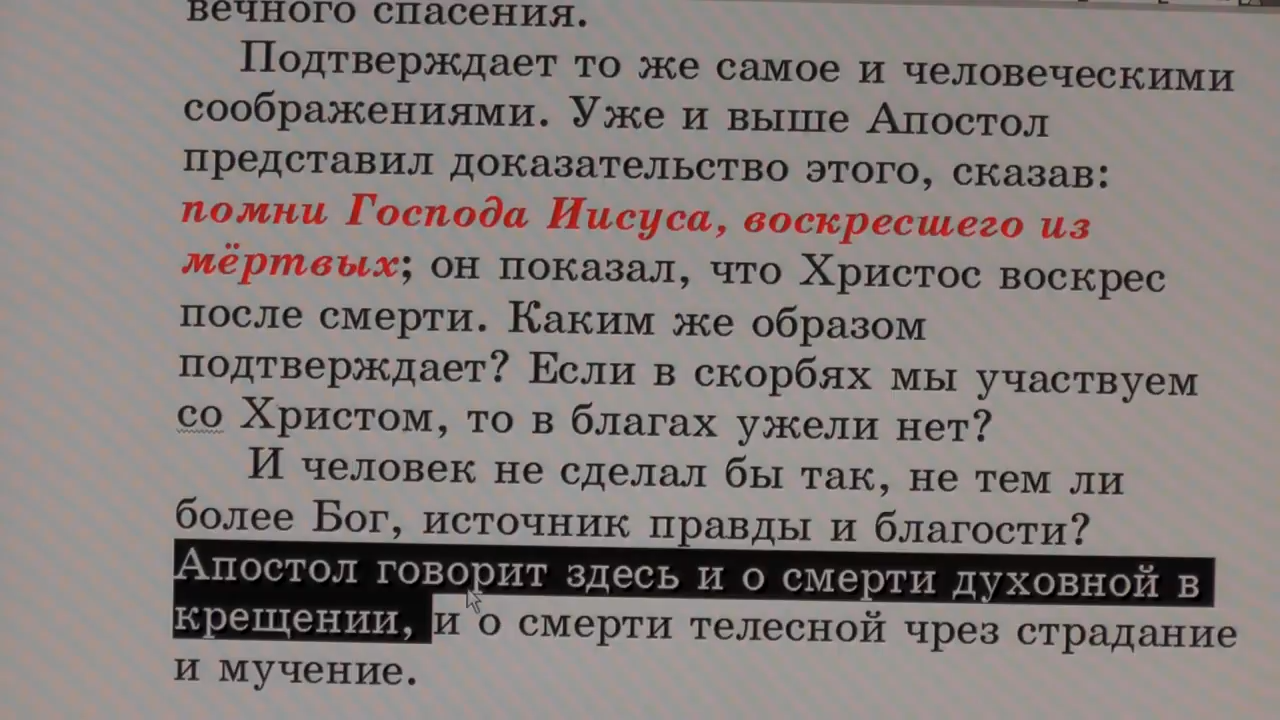 вечного спасения.
Подтверждает то же самое и человеческими
соображениями. Уже и выше Апостол
представил доказательство этого, сказав:
помни Господа Иисуса, воскресшего из
мёртвых; он показал, что Христос воскрес
после смерти. Каким же образом
подтверждает? Если в скорбях мы участвуем
со Христом, то в благах ужели нет?
И человек не сделал бы так, не тем ли
более Бог, источник правды и благости?
Апостол говорит здесь и о смерти духовной в
крещении, и о смерти телесной чрез страдание
и мучение.